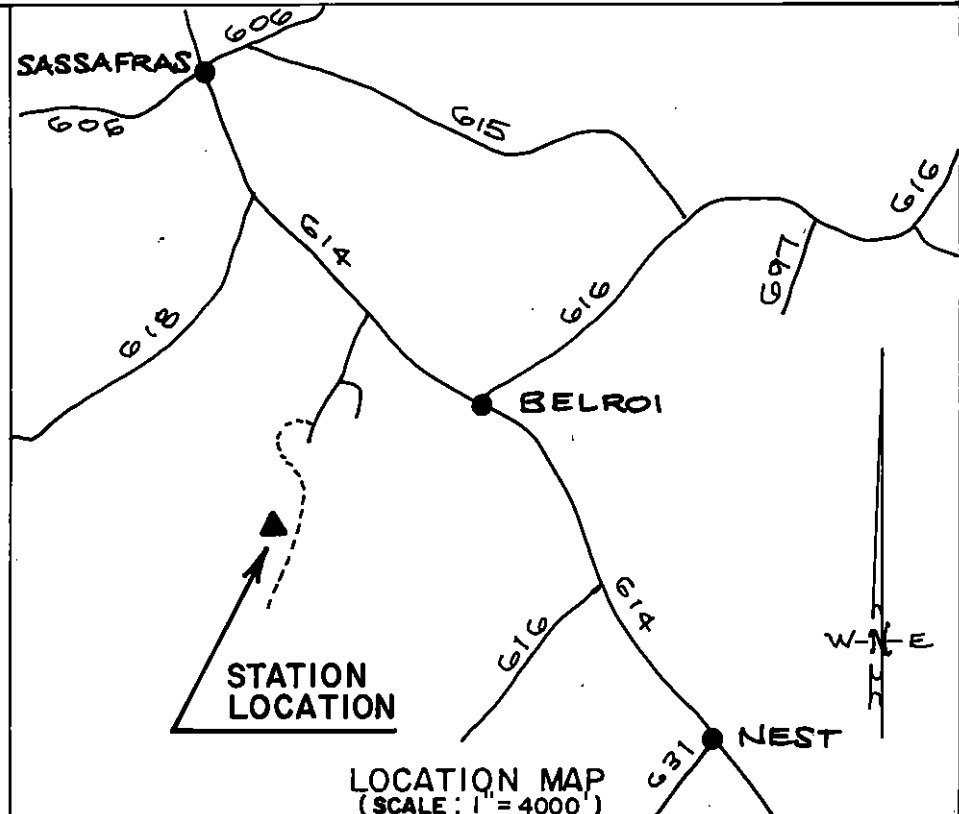 606
SASSAFRAS
606
615
616
614
697
616
618
BELROI
614
616
W-N-E
STATION
LOCATION
NEST
631
LOCATION MAP
(SCALE: 1" = 4000')